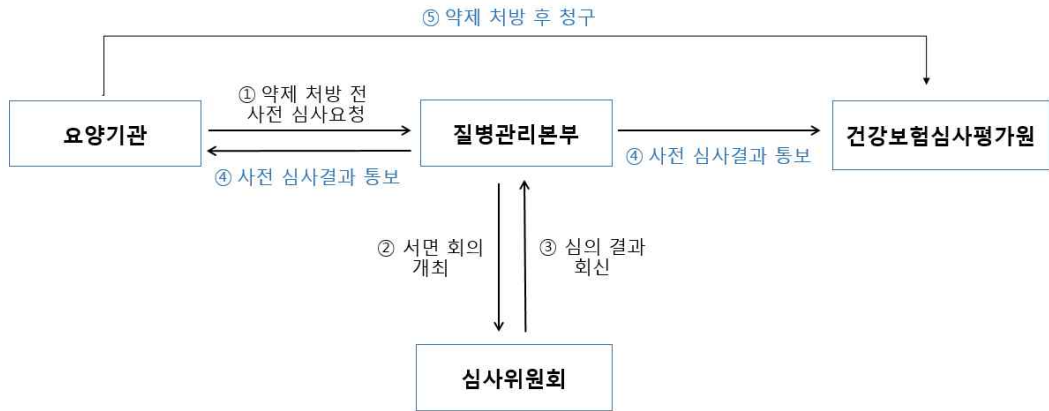 ⑤ 약제 처방 후 청구
① 약제 처방 전
사전 심사요청
요양기관
질병관리본부
건강보험심사평가원
④ 사전 심사결과 통보
④ 사전 심사결과 통보
② 서면 회의
개최
③ 심의 결과
회신
심사위원회